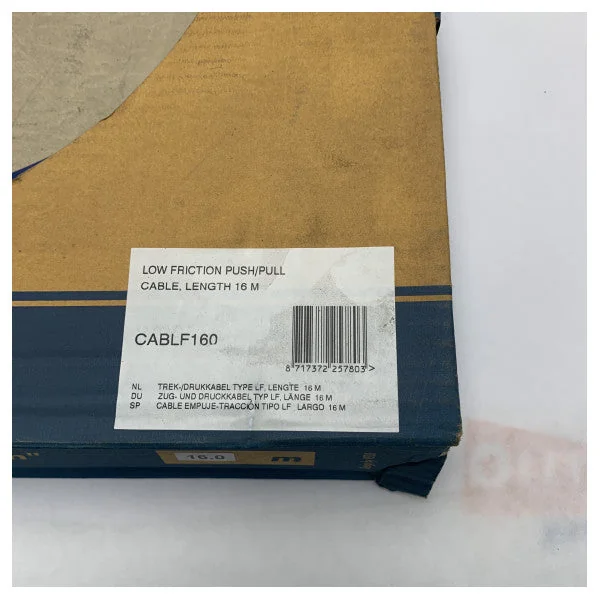 LOW FRICTION PUSH/PULL
CABLE, LENGTH 16 M
CABLF160
8 717372 257803 >
NL TREK-/DRUKKABEL TYPE LF, LENGTE 16 M
DU ZUG- UND DRUCKKABEL TYP LF, LÄNGE 16 M
SP CABLE EMPUJE-TRACCIÓN TIPO LF LARGO 16 M
16.0 m